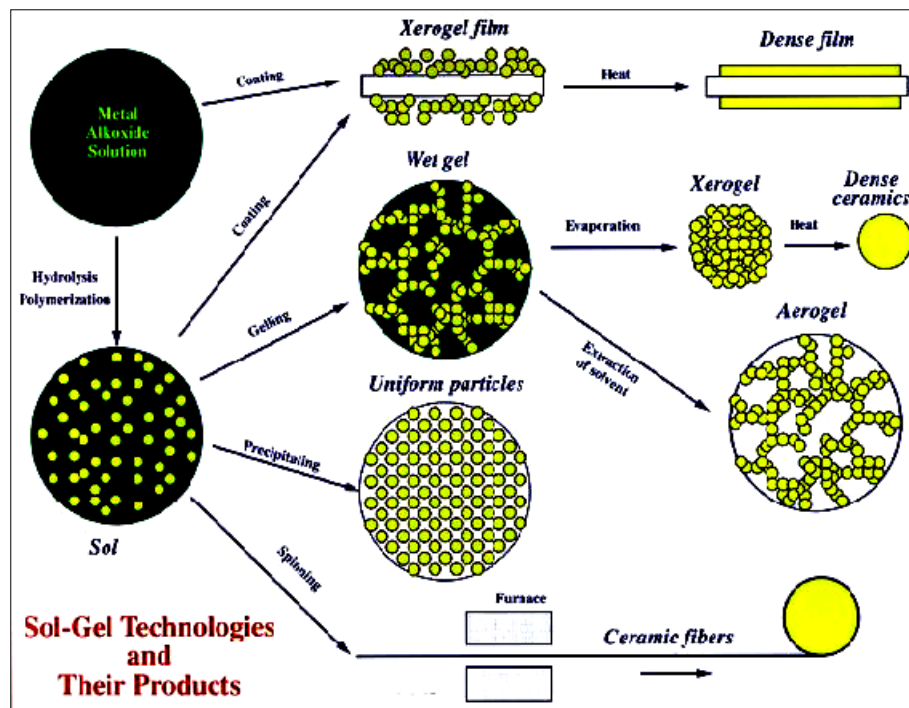 Xerogel film
Dense film
Coating
Heat
Metal
Alkoxide
Solution
Wet gel
Coating
Xerogel
Dense
ceramics
Evaporation
Heat
Hydrolysis
Polymerization
Gelling
Aerogel
Extraction
of solvent
Uniform particles
Precipitating
Sol
Spinning
Furnace
Ceramic fibers
Sol-Gel Technologies
and
Their Products